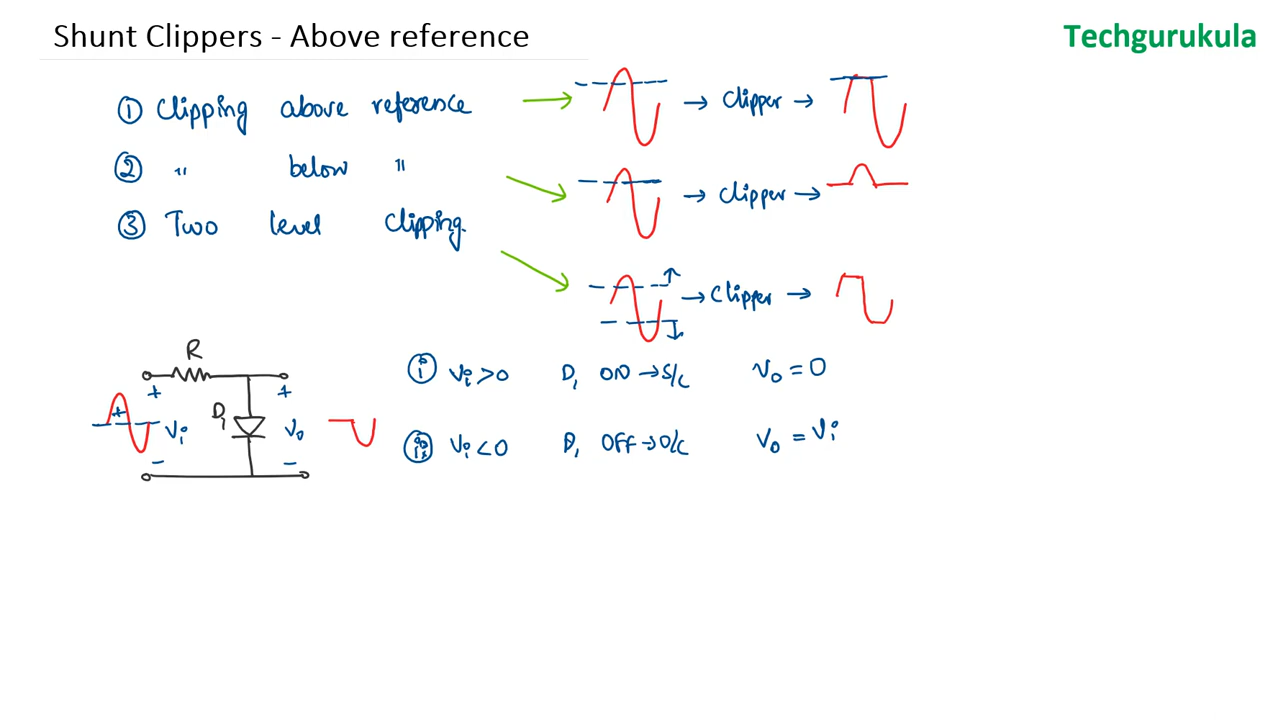 Shunt Clippers - Above reference
Techgurukula
① Clipping above reference
② " below "
③ Two level clipping.
→ Clipper →
→ Clipper →
→ Clipper →
R
+ +
D1
+ Vi Vo
- -
(i) Vi>0 D1 ON → S/C Vo = 0
(ii) Vi<0 D1 OFF → O/C Vo = Vi